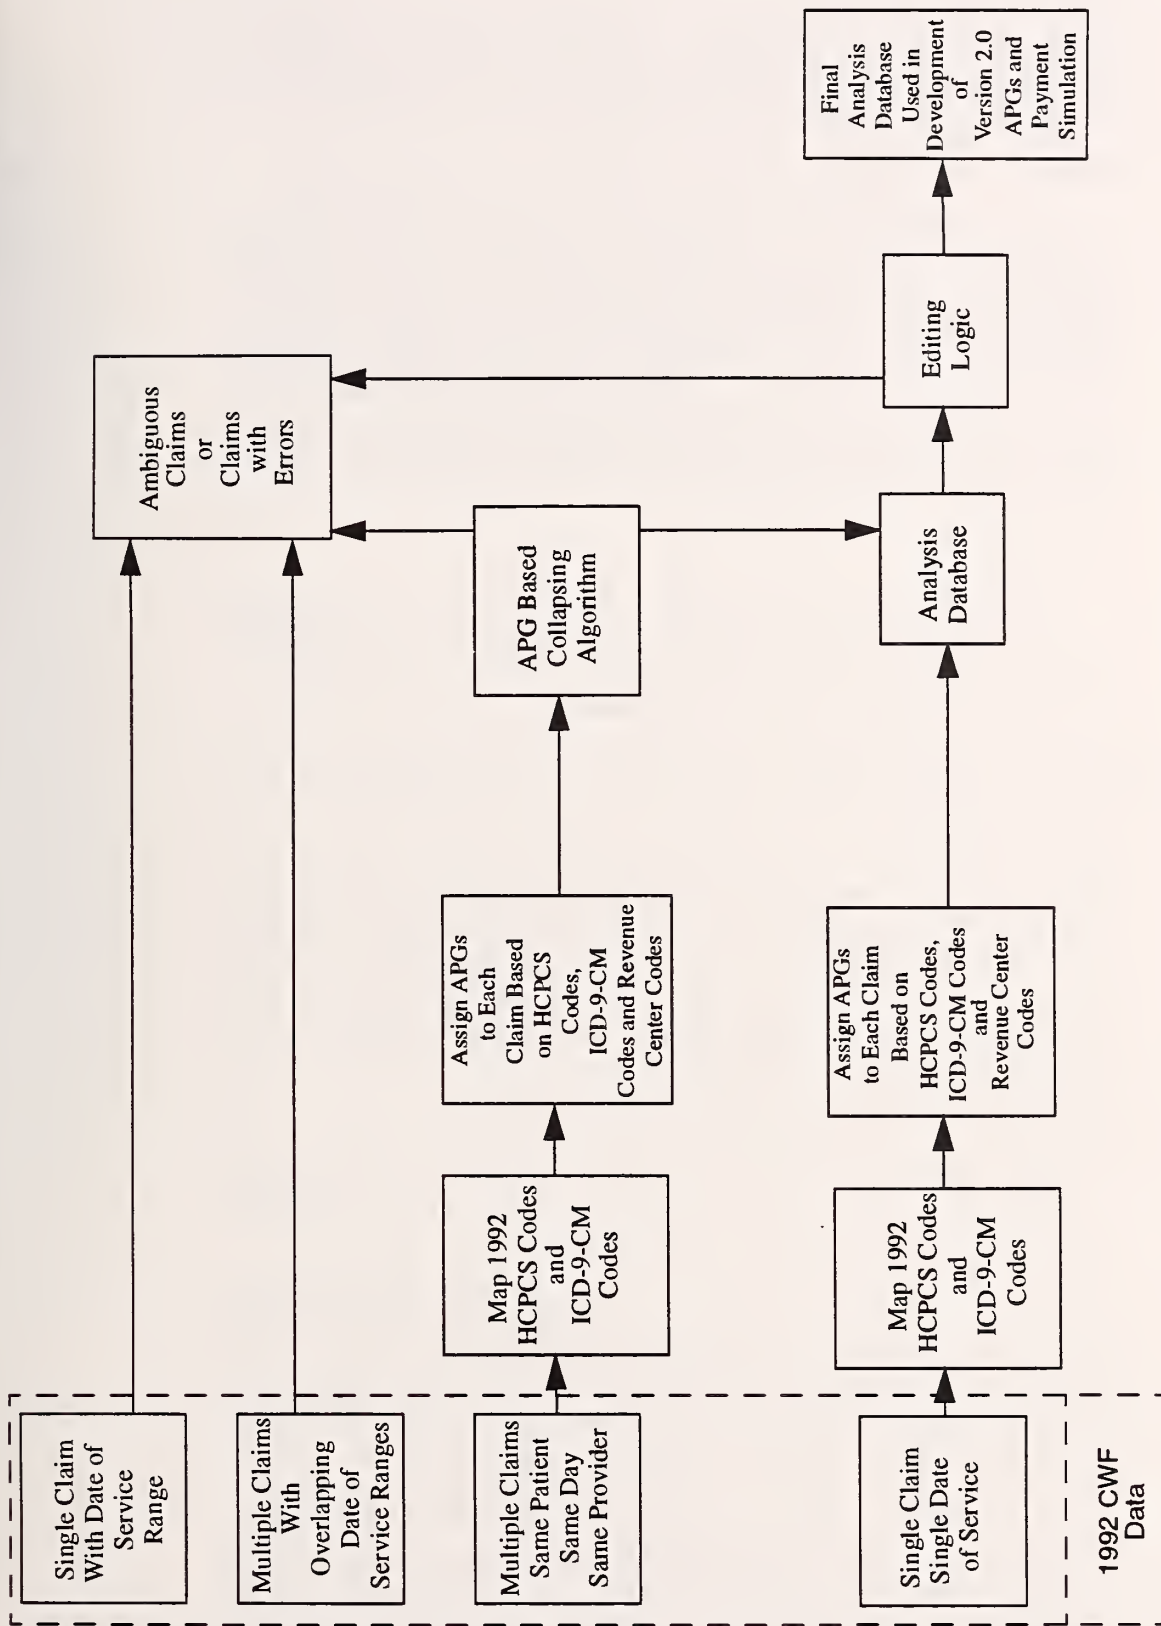 Single Claim
With Date of
Service
Range
Multiple Claims
With
Overlapping
Date of
Service Ranges
Multiple Claims
Same Patient
Same Day
Same Provider
Single Claim
Single Date
of Service
1992 CWF
Data
Map 1992
HCPCS Codes
and
ICD-9-CM
Codes
Map 1992
HCPCS Codes
and
ICD-9-CM
Codes
Assign APGs
to Each
Claim Based
on HCPCS
Codes,
ICD-9-CM
Codes and Revenue
Center Codes
Assign APGs
to Each Claim
Based on
HCPCS Codes,
ICD-9-CM Codes
and
Revenue Center
Codes
APG Based
Collapsing
Algorithm
Analysis
Database
Ambiguous
Claims
or
Claims
with
Errors
Editing
Logic
Final
Analysis
Database
Used in
Development
of
Version 2.0
APGs and
Payment
Simulation